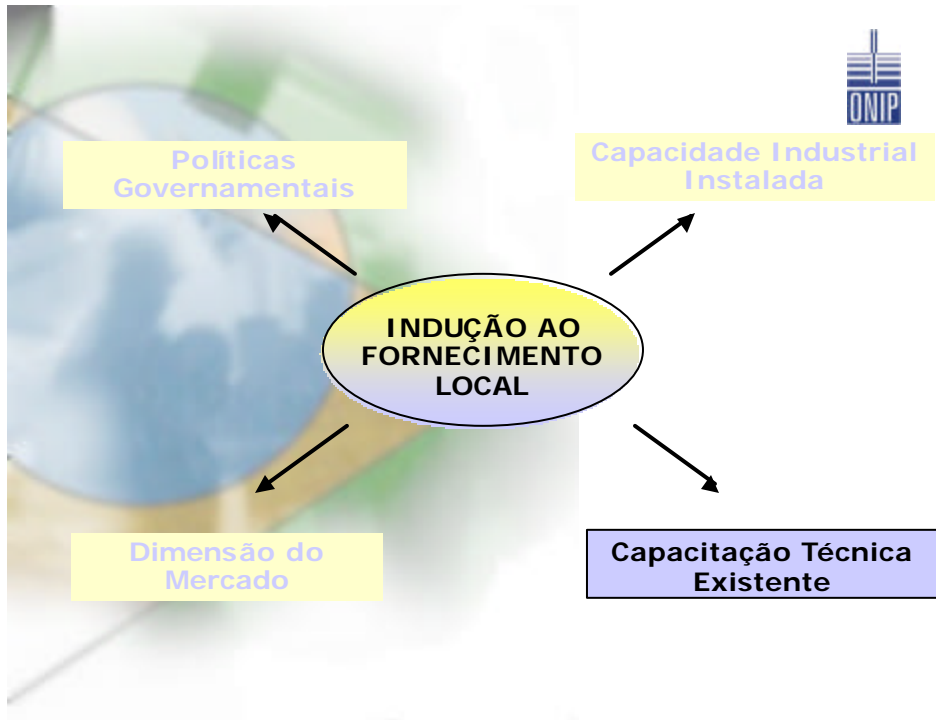 ONIP
Políticas
Governamentais
Capacidade Industrial
Instalada
INDUÇÃO AO
FORNECIMENTO
LOCAL
Dimensão do
Mercado
Capacitação Técnica
Existente